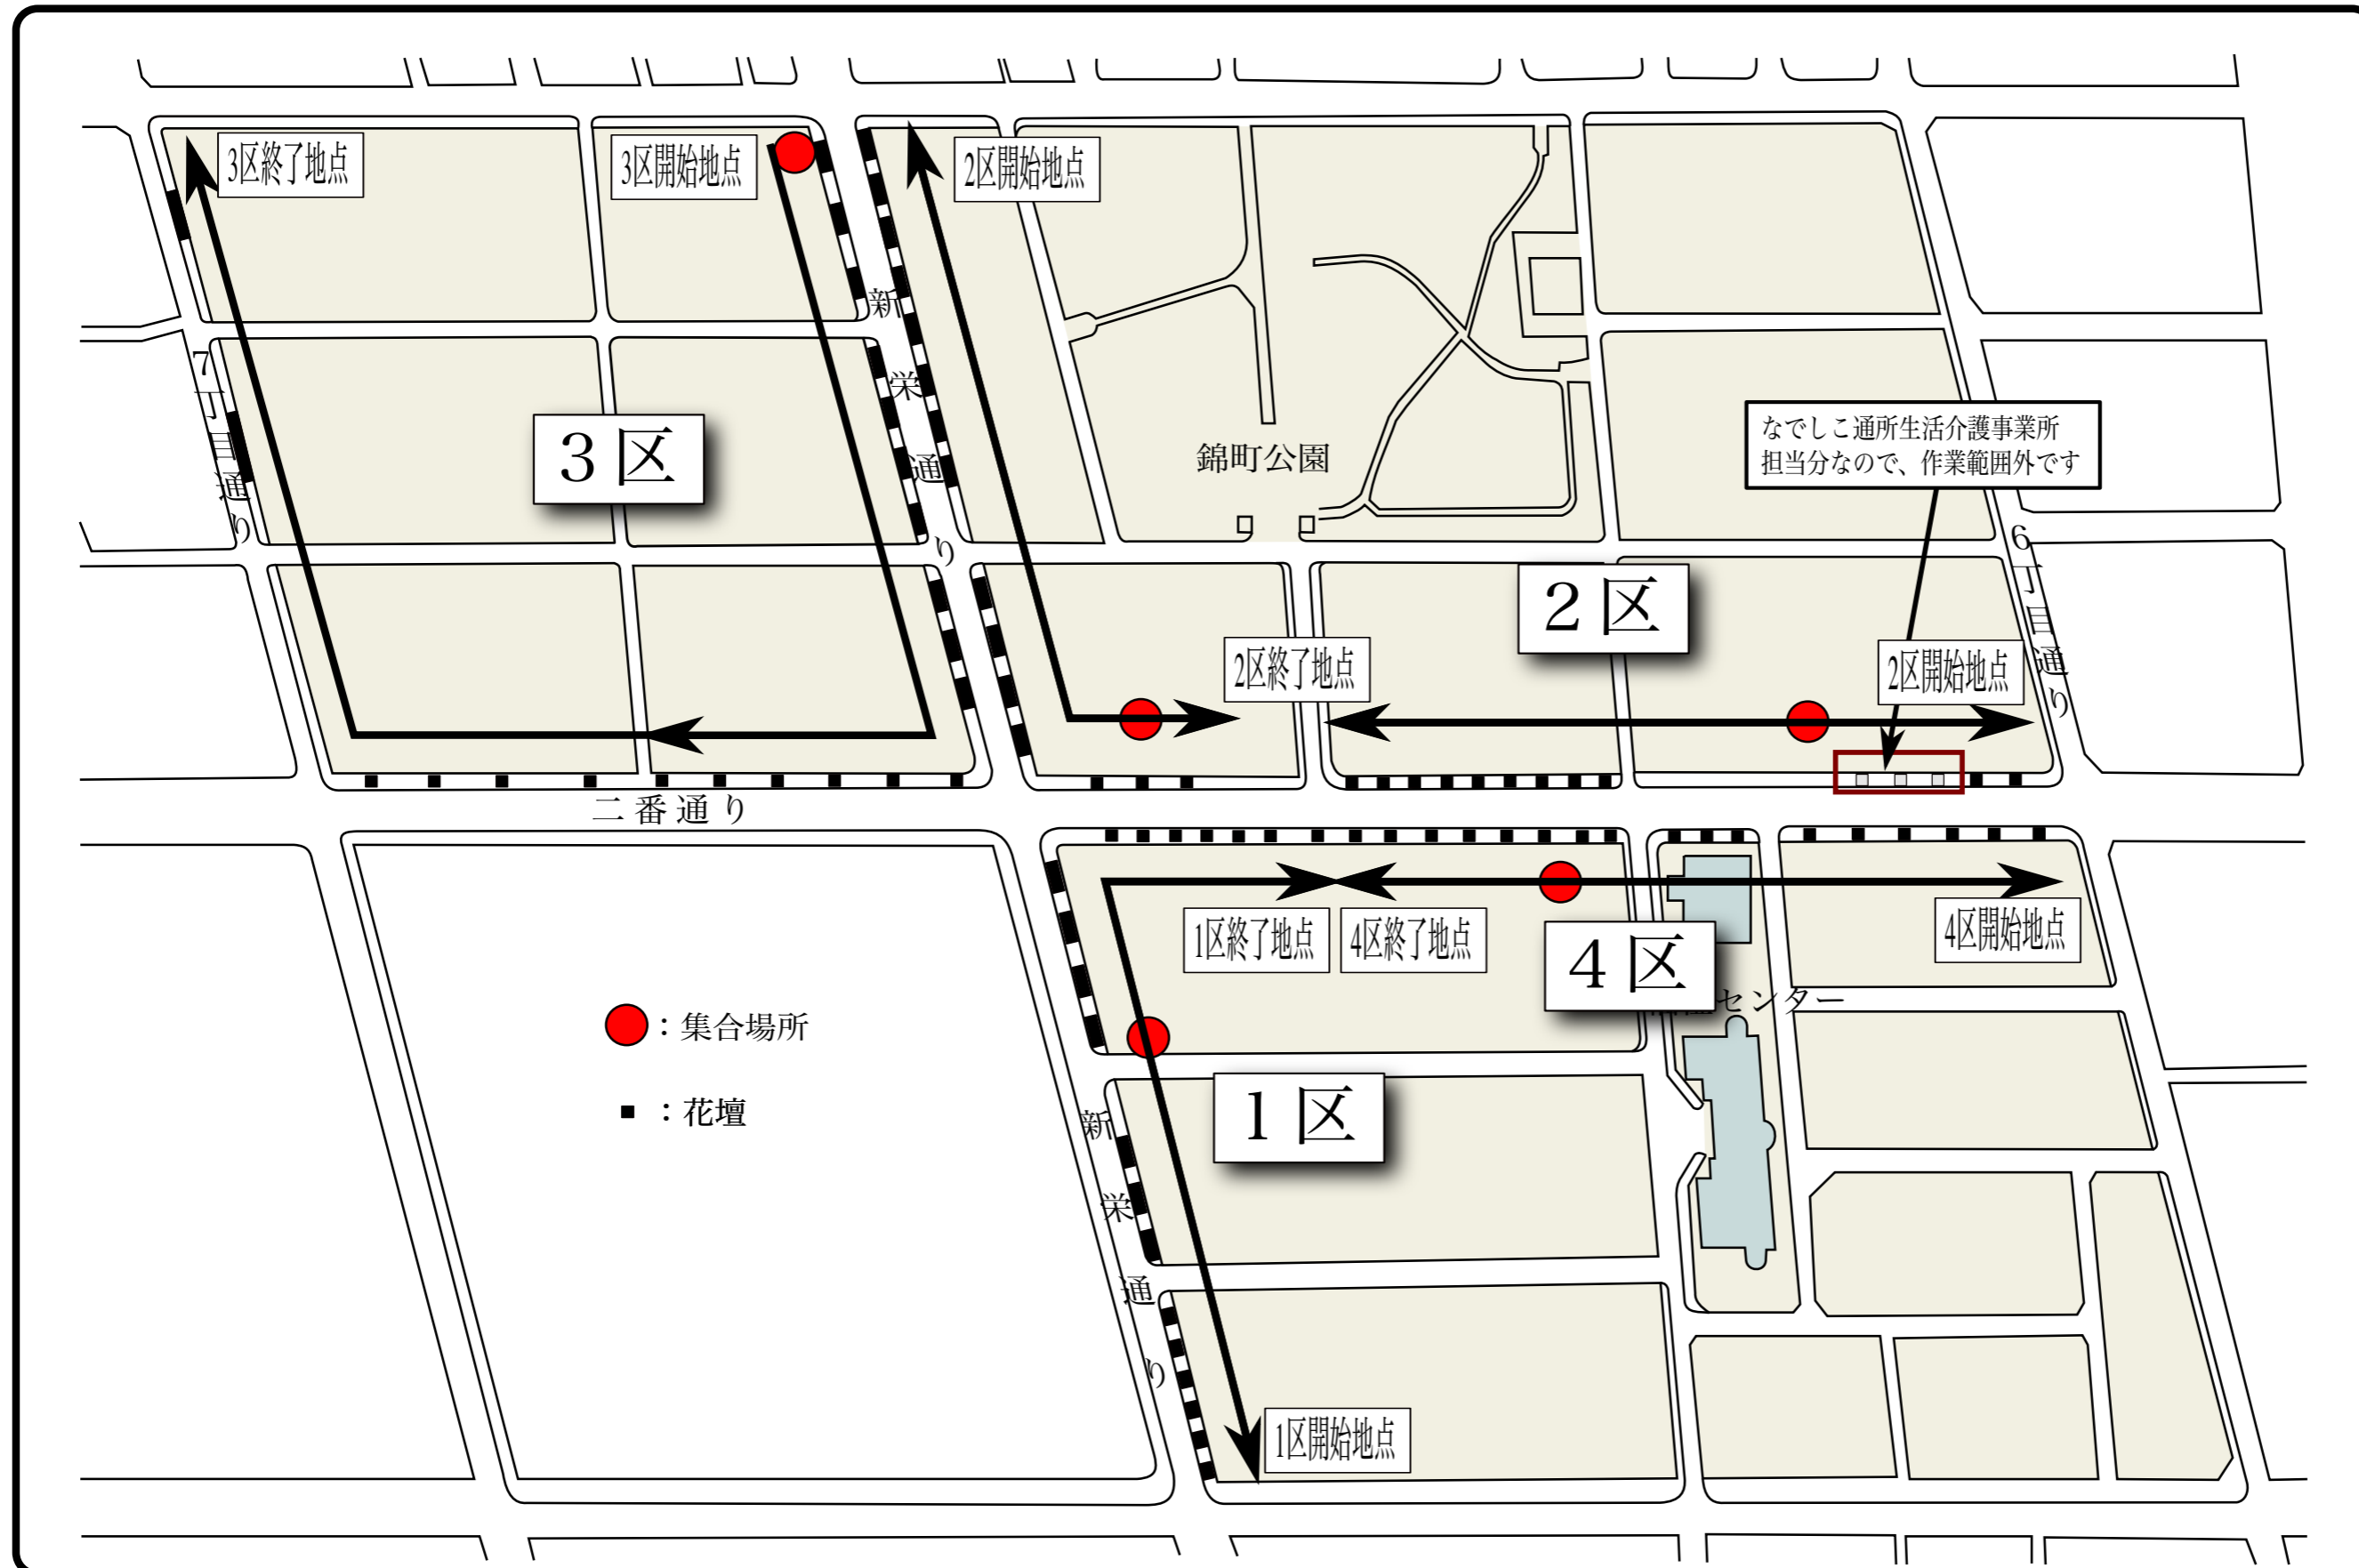 3区終了地点
3区開始地点
2区開始地点
新栄通り
7丁目通り
3区
錦町公園
なでしこ通所生活介護事業所
担当分なので、作業範囲外です
6丁目通り
2区
2区終了地点
2区開始地点
二番通り
1区終了地点
4区終了地点
4区開始地点
4区
センター
：集合場所
：花壇
1区
新栄通り
1区開始地点